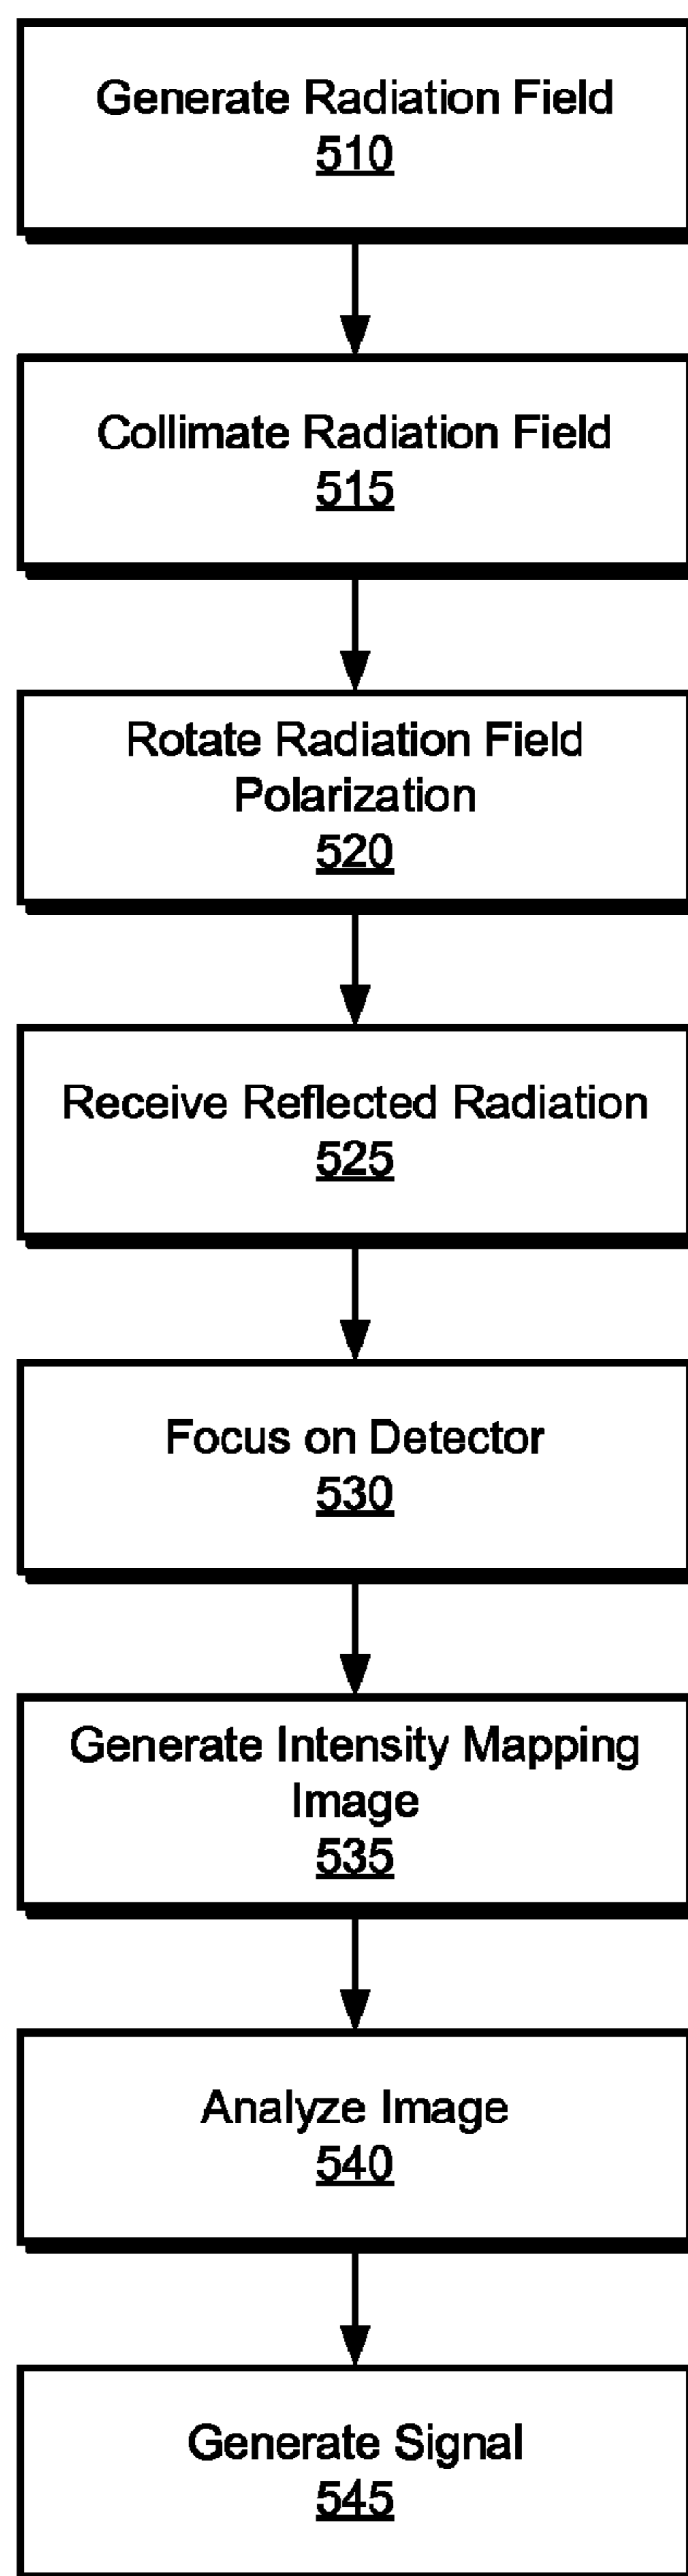 Generate Radiation Field
510
Collimate Radiation Field
515
Rotate Radiation Field
Polarization
520
Receive Reflected Radiation
525
Focus on Detector
530
Generate Intensity Mapping
Image
535
Analyze Image
540
Generate Signal
545